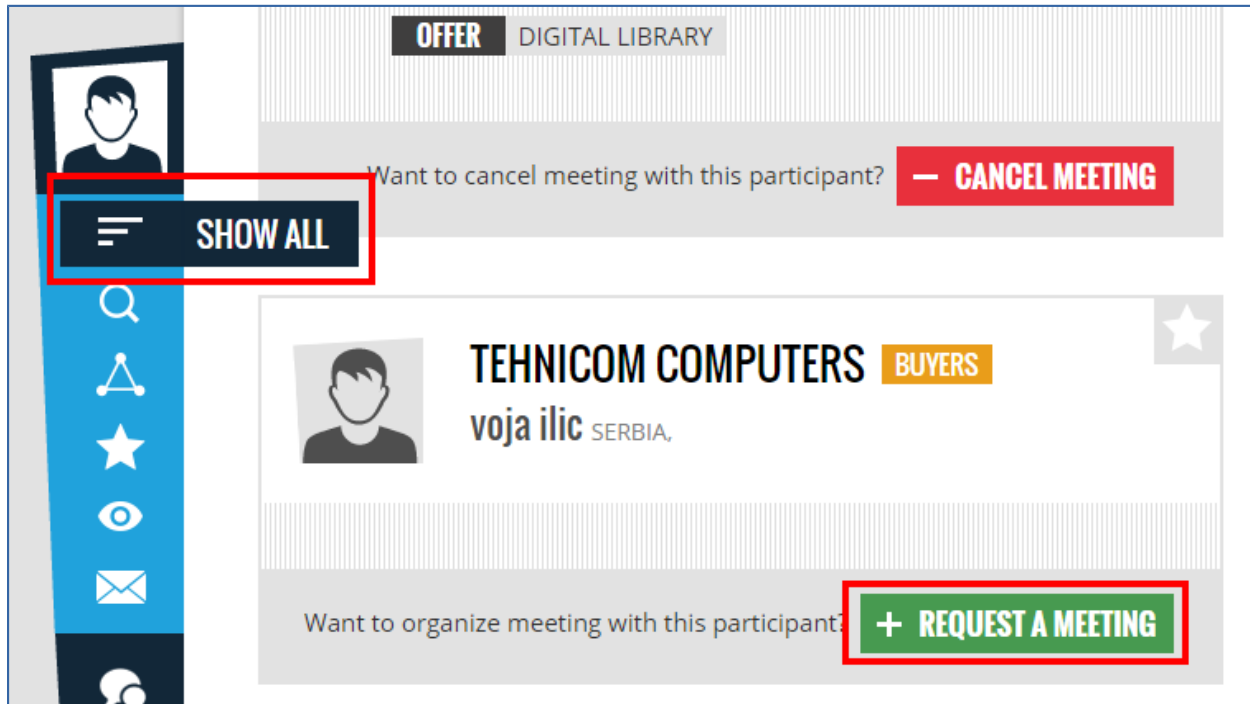 OFFER DIGITAL LIBRARY
Want to cancel meeting with this participant? — CANCEL MEETING
SHOW ALL
TEHNICOM COMPUTERS BUYERS
voja ilic SERBIA,
Want to organize meeting with this participant? + REQUEST A MEETING